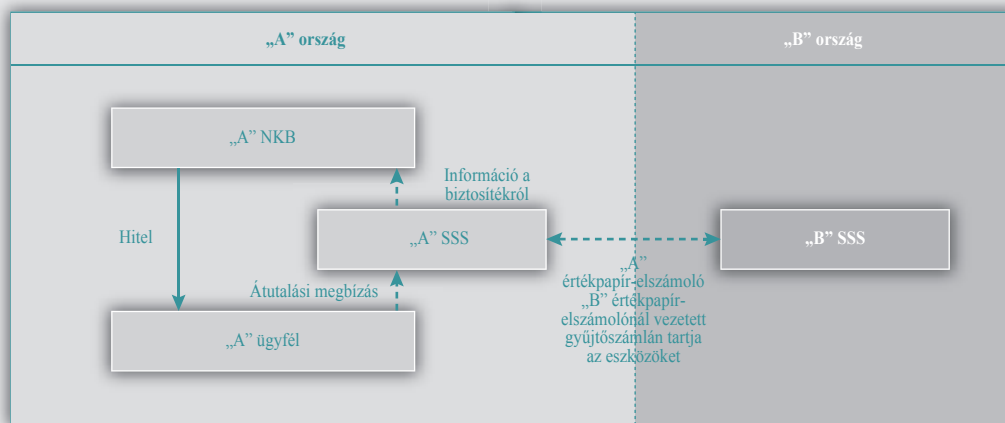 „A” ország
„B” ország
„A” NKB
Információ a
biztosítékról
Hitel
„A” SSS
„B” SSS
Átutalási megbízás
„A”
értékpapír-elszámoló
„B” értékpapír-
elszámolónál vezetett
gyűjtőszámlán tartja
az eszközöket
„A” ügyfél